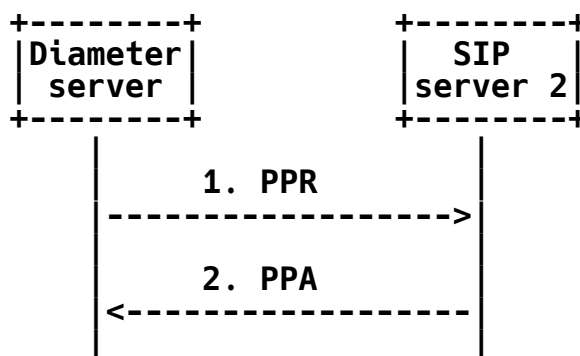 Diameter
server
SIP
server 2
1. PPR
2. PPA